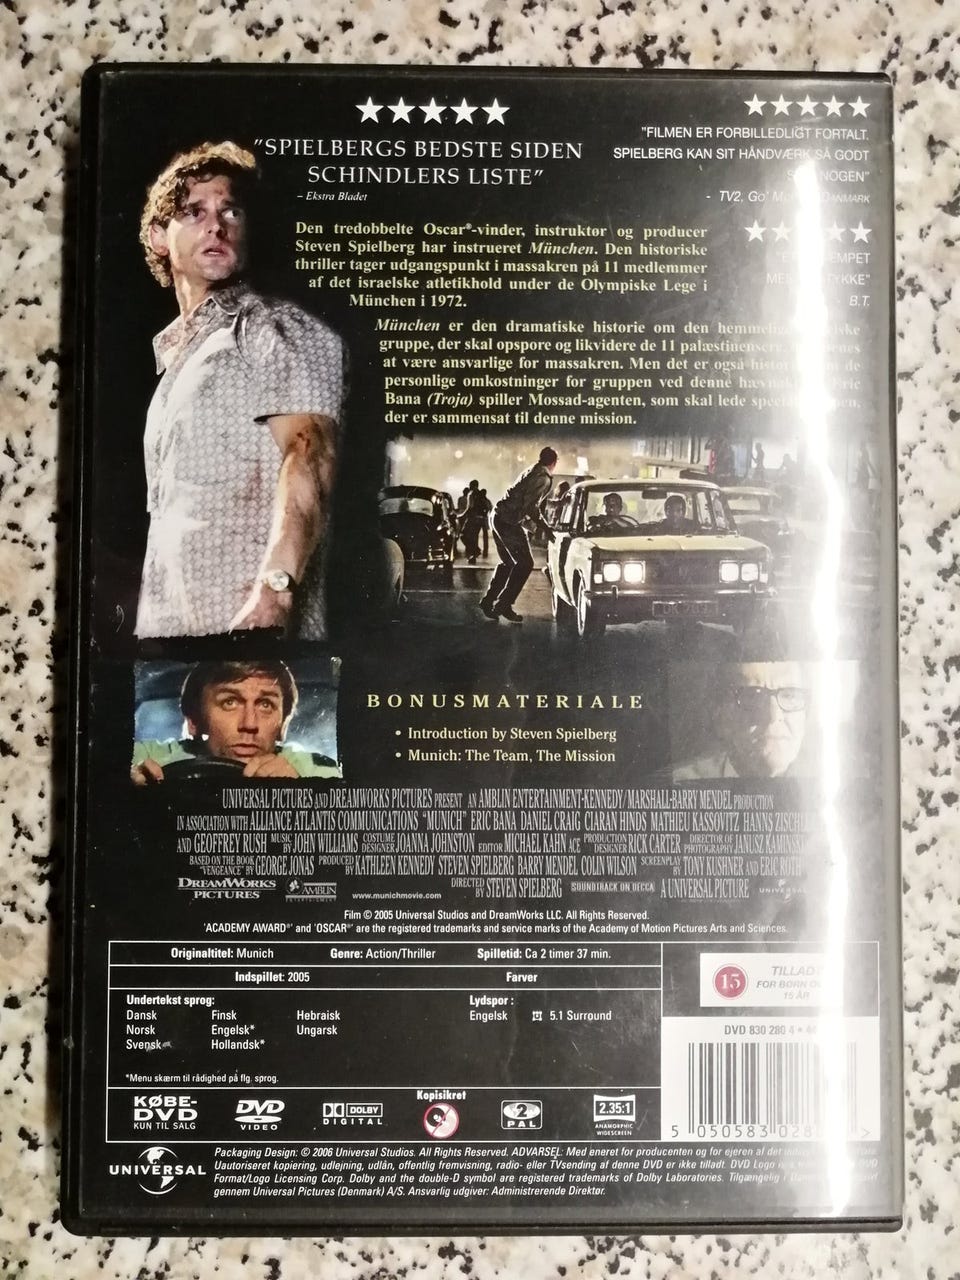 "SPIELBERGS BEDSTE SIDEN
SCHINDLERS LISTE"
– Ekstra Bladet
"FILMEN ER FORBILLEDLIGT FORTALT.
SPIELBERG KAN SIT HÅNDVÆRK SÅ GODT
NOGEN"
- TV2, GO' DANMARK
MES STYKKE"
B.T.
Den tredobbelte Oscar®-vinder, instruktør og producer
Steven Spielberg har instrueret München. Den historiske
thriller tager udgangspunkt i massakren på 11 medlemmer
af det israelske atletikhold under de Olympiske Lege i
München i 1972.
München er den dramatiske historie om den
gruppe, der skal opspore og likvidere de 11 palæstinensere,
at være ansvarlige for massakren. Men det er også de
personlige omkostninger for gruppen ved denne Eric
Bana (Troja) spiller Mossad-agenten, som skal lede
der er sammensat til denne mission.
BONUSMATERIALE
• Introduction by Steven Spielberg
• Munich: The Team, The Mission
UNIVERSAL PICTURES AND DREAMWORKS PICTURES PRESENT AN AMBLIN ENTERTAINMENT-KENNEDY/MARSHALL-BARRY MENDEL PRODUCTION
IN ASSOCIATION WITH ALLIANCE ATLANTIS COMMUNICATIONS "MUNICH" ERIC BANA DANIEL CRAIG CIARAN HINDS MATHIEU KASSOVITZ HANNS
AND GEOFFREY RUSH MUSIC BY JOHN WILLIAMS COSTUME DESIGNER JOANNA JOHNSTON EDITOR MICHAEL KAHN ACE PRODUCTION DESIGNER RICK CARTER DIRECTOR OF PHOTOGRAPHY JANUSZ
BASED ON THE BOOK "VENGEANCE" BY GEORGE JONAS PRODUCED BY KATHLEEN KENNEDY STEVEN SPIELBERG BARRY MENDEL COLIN WILSON SCREENPLAY BY TONY KUSHNER AND ERIC ROTH
DREAMWORKS PICTURES AMBLIN ENTERTAINMENT www.munichmovie.com DIRECTED BY STEVEN SPIELBERG SOUNDTRACK ON DECCA A UNIVERSAL PICTURE
Film © 2005 Universal Studios and DreamWorks LLC. All Rights Reserved.
'ACADEMY AWARD®' and 'OSCAR®' are the registered trademarks and service marks of the Academy of Motion Pictures Arts and Sciences.
Originaltitel: Munich Genre: Action/Thriller Spilletid: Ca 2 timer 37 min.
Indspillet: 2005 Farver
Undertekst sprog:
Dansk Finsk Hebraisk
Norsk Engelsk* Ungarsk
Svensk Hollandsk*
*Menu skærm til rådighed på flg. sprog.
Lydspor :
Engelsk 5.1 Surround
15
FOR BØRN
15 ÅR
DVD 830 280 4
5 050583
KØBE-
DVD
KUN TIL SALG
DVD
VIDEO
DOLBY
DIGITAL
Kopisikret
2
PAL
2.35:1
ANAMORPHIC
WIDESCREEN
UNIVERSAL
Packaging Design: © 2006 Universal Studios. All Rights Reserved. ADVARSEL: Med eneret for producenten og for ejeren af det
Uautoriseret kopiering, udlejning, udlån, offentlig fremvisning, radio- eller TVsending af denne DVD er ikke tilladt. DVD Logo DVD
Format/Logo Licensing Corp. Dolby and the double-D symbol are registered trademarks of Dolby Laboratories. Tilgængelig i
gennem Universal Pictures (Denmark) A/S. Ansvarlig udgiver: Administrerende Direktør.